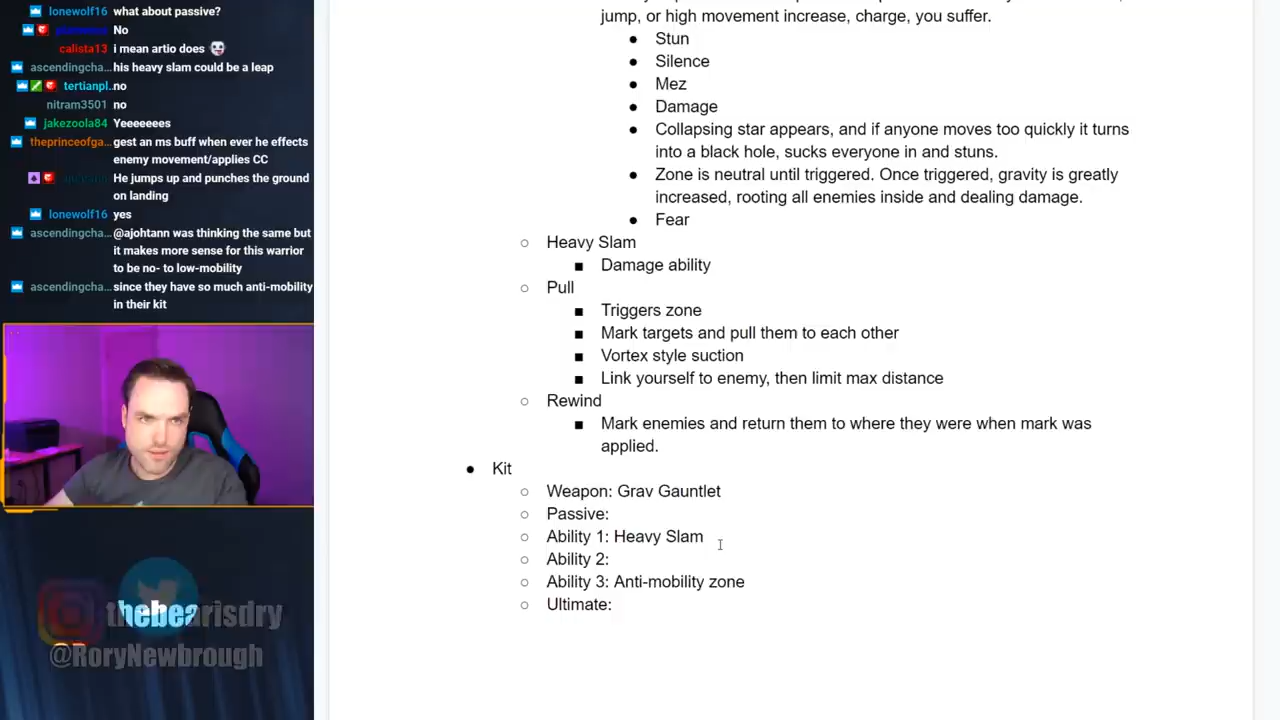 lonewolf16 what about passive?
No
calista13 i mean artio does
ascendingcha... his heavy slam could be a leap
tertianpl.. no
nitram3501 no
jakezoola84 Yeeeeees
theprinceofga... gest an ms buff when ever he effects
enemy movement/applies CC
He jumps up and punches the ground
on landing
lonewolf16 yes
ascendingcha... @ajohtann was thinking the same but
it makes more sense for this warrior
to be no- to low-mobility
ascendingcha... since they have so much anti-mobility
in their kit
thebearisdry
@RoryNewbrough
jump, or high movement increase, charge, you suffer.
● Stun
● Silence
● Mez
● Damage
● Collapsing star appears, and if anyone moves too quickly it turns
into a black hole, sucks everyone in and stuns.
● Zone is neutral until triggered. Once triggered, gravity is greatly
increased, rooting all enemies inside and dealing damage.
● Fear
○ Heavy Slam
■ Damage ability
○ Pull
■ Triggers zone
■ Mark targets and pull them to each other
■ Vortex style suction
■ Link yourself to enemy, then limit max distance
○ Rewind
■ Mark enemies and return them to where they were when mark was
applied.
● Kit
○ Weapon: Grav Gauntlet
○ Passive:
○ Ability 1: Heavy Slam
○ Ability 2:
○ Ability 3: Anti-mobility zone
○ Ultimate: